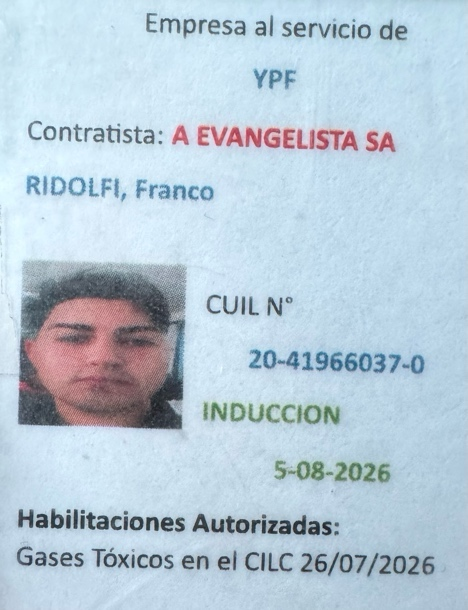 Empresa al servicio de
YPF
Contratista: A EVANGELISTA SA
RIDOLFI, Franco
CUIL N°
20-41966037-0
INDUCCION
5-08-2026
Habilitaciones Autorizadas:
Gases Tóxicos en el CILC 26/07/2026